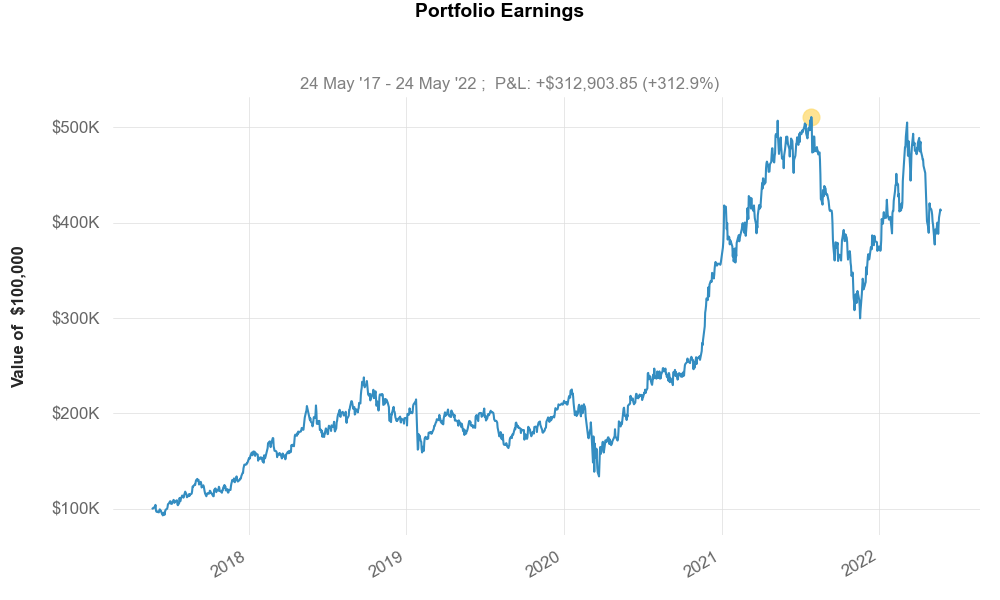 Portfolio Earnings
24 May '17 - 24 May '22 ;  P&L: +$312,903.85 (+312.9%)
Value of  $100,000
$500K
$400K
$300K
$200K
$100K
2018
2019
2020
2021
2022